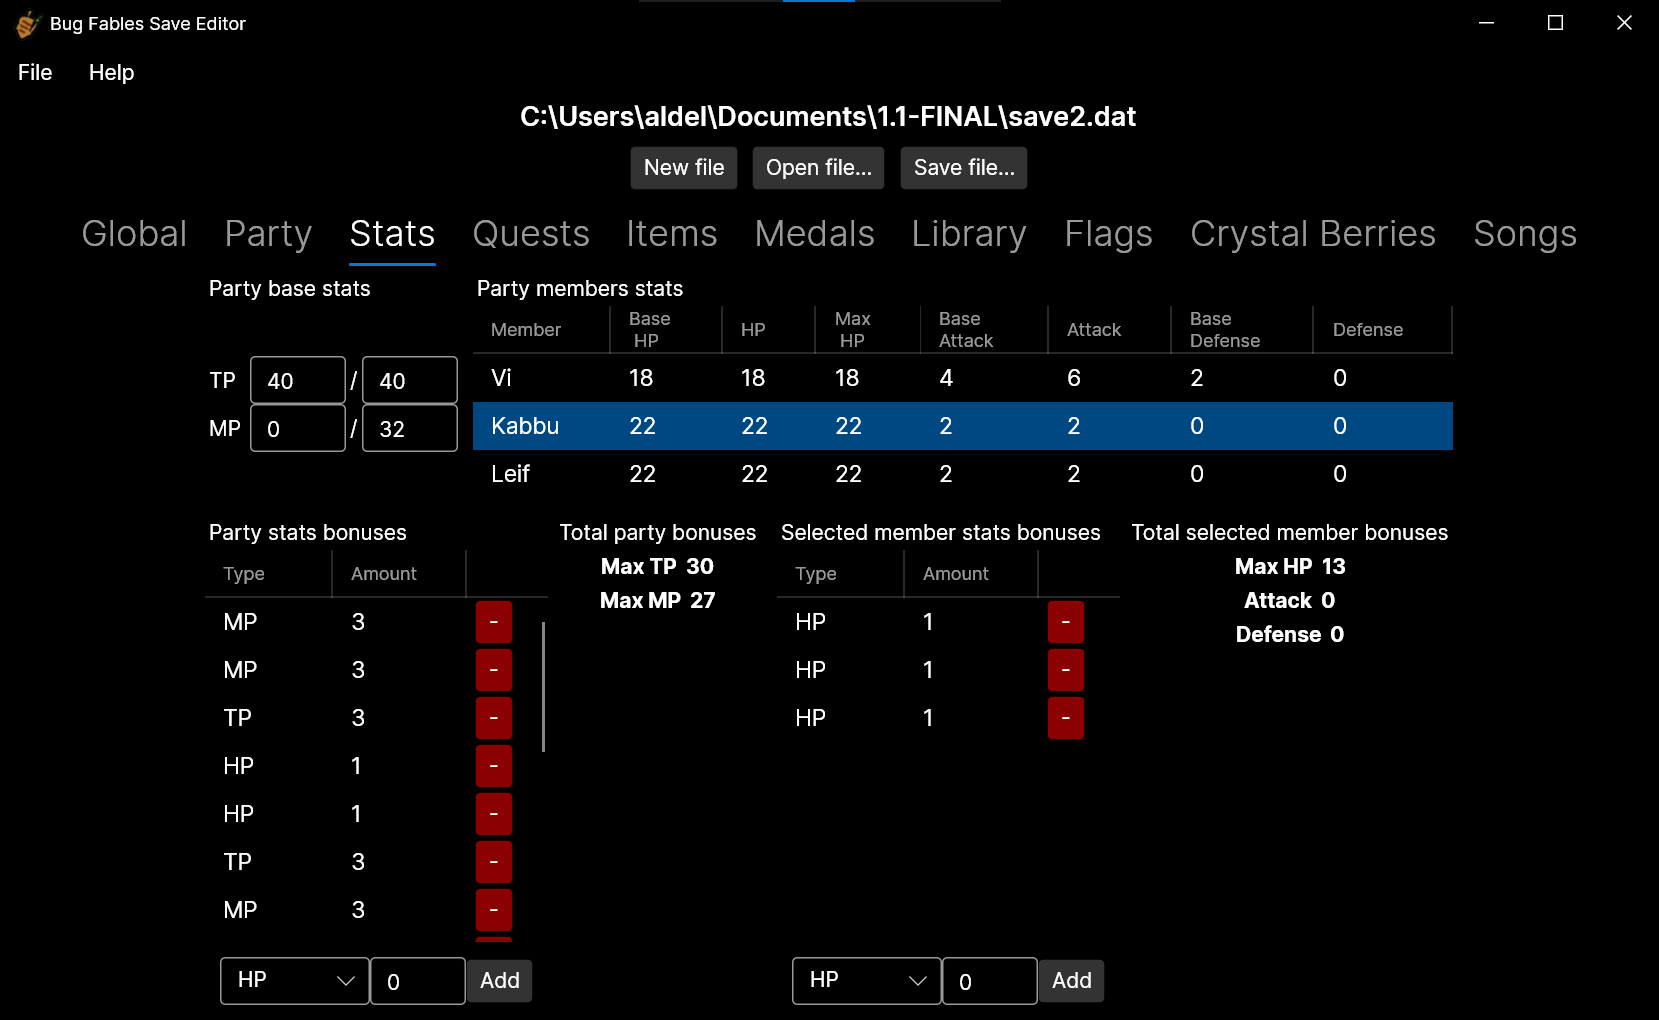 Bug Fables Save Editor
File Help
C:\Users\aldel\Documents\1.1-FINAL\save2.dat
New file Open file... Save file...
Global Party Stats Quests Items Medals Library Flags Crystal Berries Songs
Party base stats
TP 40 / 40
MP 0 / 32
Party members stats
Member Base HP HP Max HP Base Attack Attack Base Defense Defense
Vi 18 18 18 4 6 2 0
Kabbu 22 22 22 2 2 0 0
Leif 22 22 22 2 2 0 0
Party stats bonuses
Type Amount
MP 3 -
MP 3 -
TP 3 -
HP 1 -
HP 1 -
TP 3 -
MP 3 -
HP 0 Add
Total party bonuses
Max TP 30
Max MP 27
Selected member stats bonuses
Type Amount
HP 1 -
HP 1 -
HP 1 -
HP 0 Add
Total selected member bonuses
Max HP 13
Attack 0
Defense 0